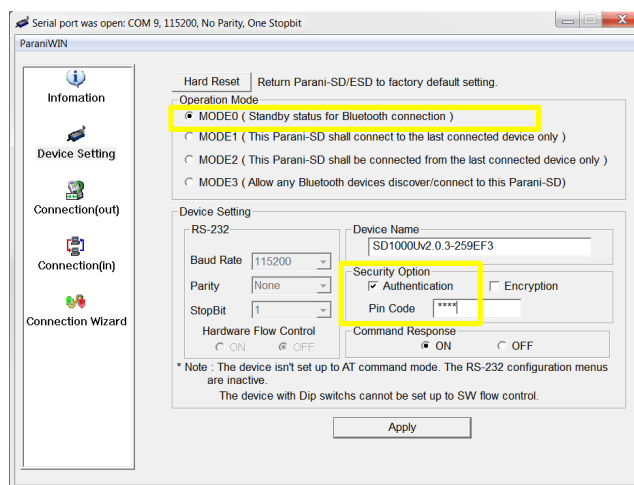 Serial port was open: COM 9, 115200, No Parity, One Stopbit
ParaniWIN
Infomation
Device Setting
Connection(out)
Connection(in)
Connection Wizard
Hard Reset Return Parani-SD/ESD to factory default setting.
Operation Mode
MODE0 ( Standby status for Bluetooth connection )
MODE1 ( This Parani-SD shall connect to the last connected device only )
MODE2 ( This Parani-SD shall be connected from the last connected device only )
MODE3 ( Allow any Bluetooth devices discover/connect to this Parani-SD)
Device Setting
RS-232
Baud Rate 115200
Parity None
StopBit 1
Hardware Flow Control
ON OFF
Device Name
SD1000Uv2.0.3-259EF3
Security Option
Authentication Encryption
Pin Code ****
Command Response
ON OFF
* Note : The device isn't set up to AT command mode. The RS-232 configuration menus
are inactive.
The device with Dip switchs cannot be set up to SW flow control.
Apply